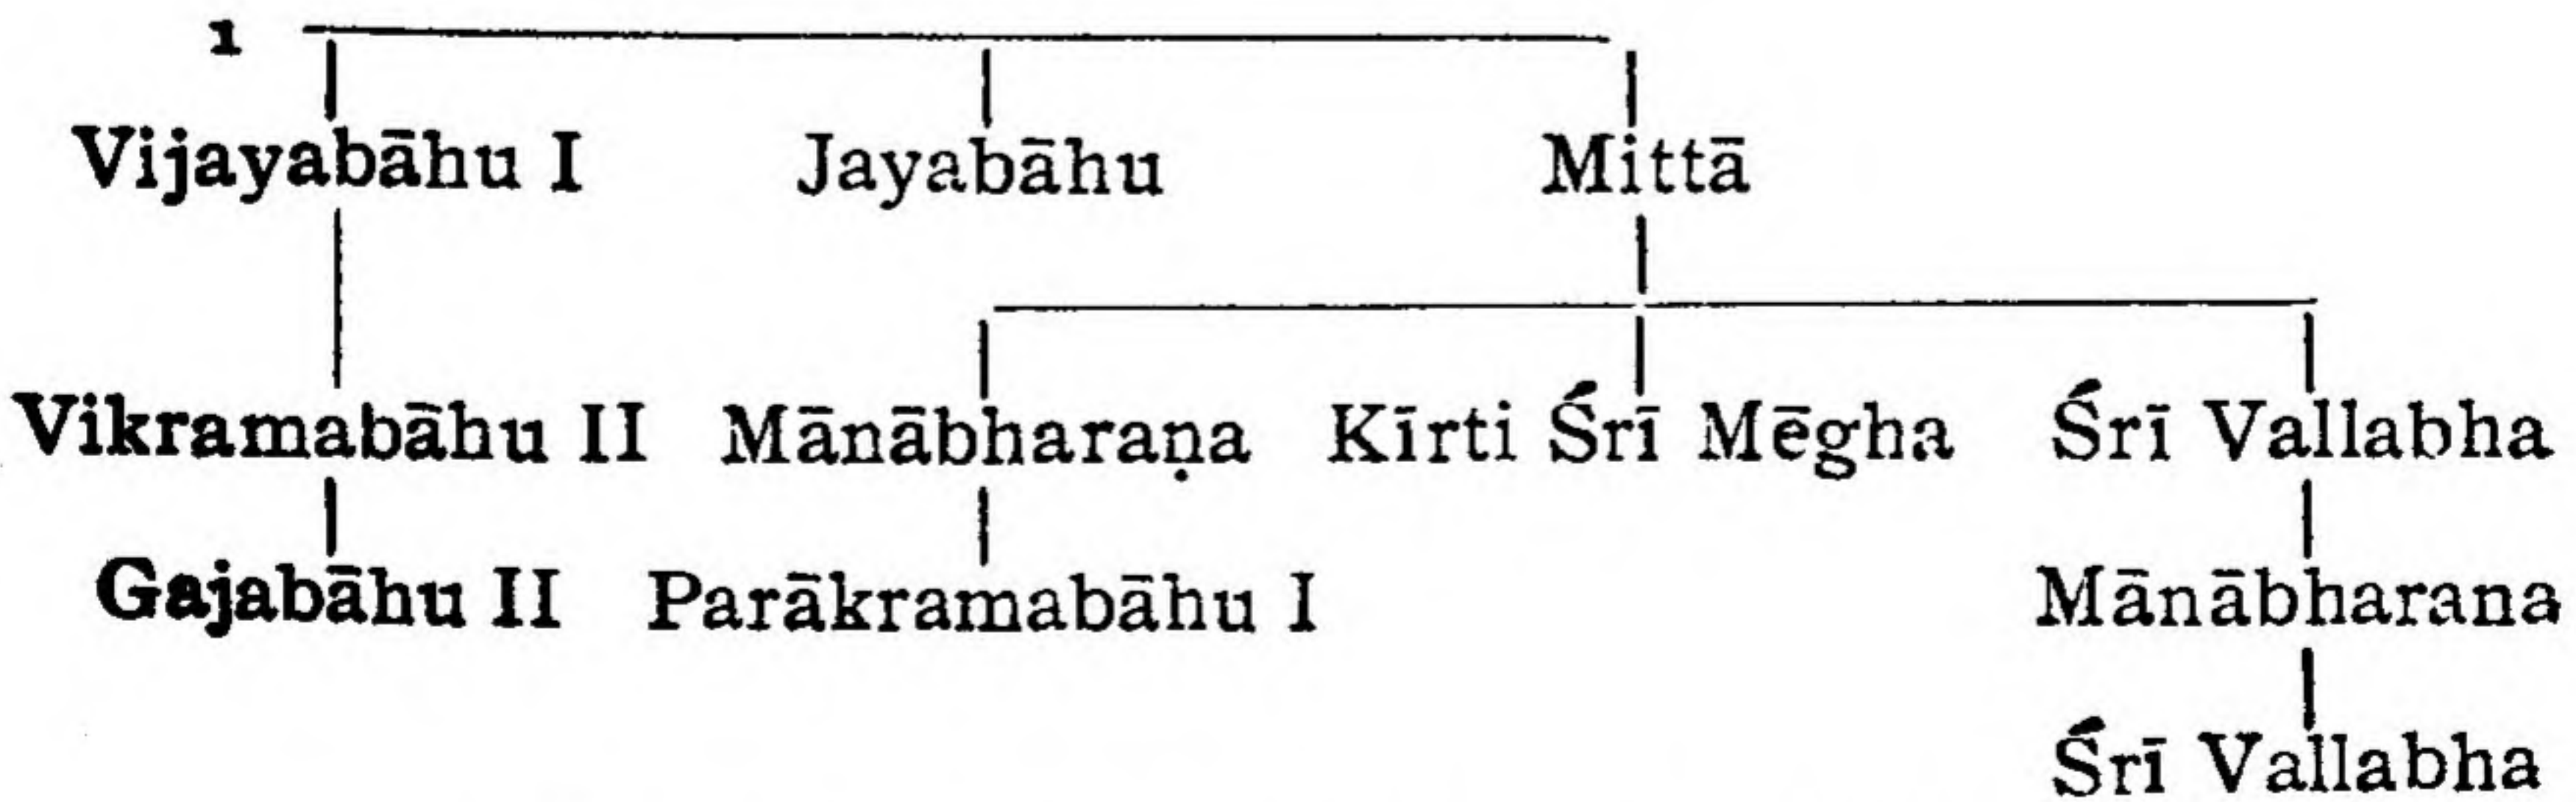 1
Vijayabāhu I Jayabāhu Mittā
Vikramabāhu II Mānābharaṇa Kīrti Śrī Mēgha Śrī Vallabha
Gajabāhu II Parākramabāhu I Mānābharana
Śrī Vallabha